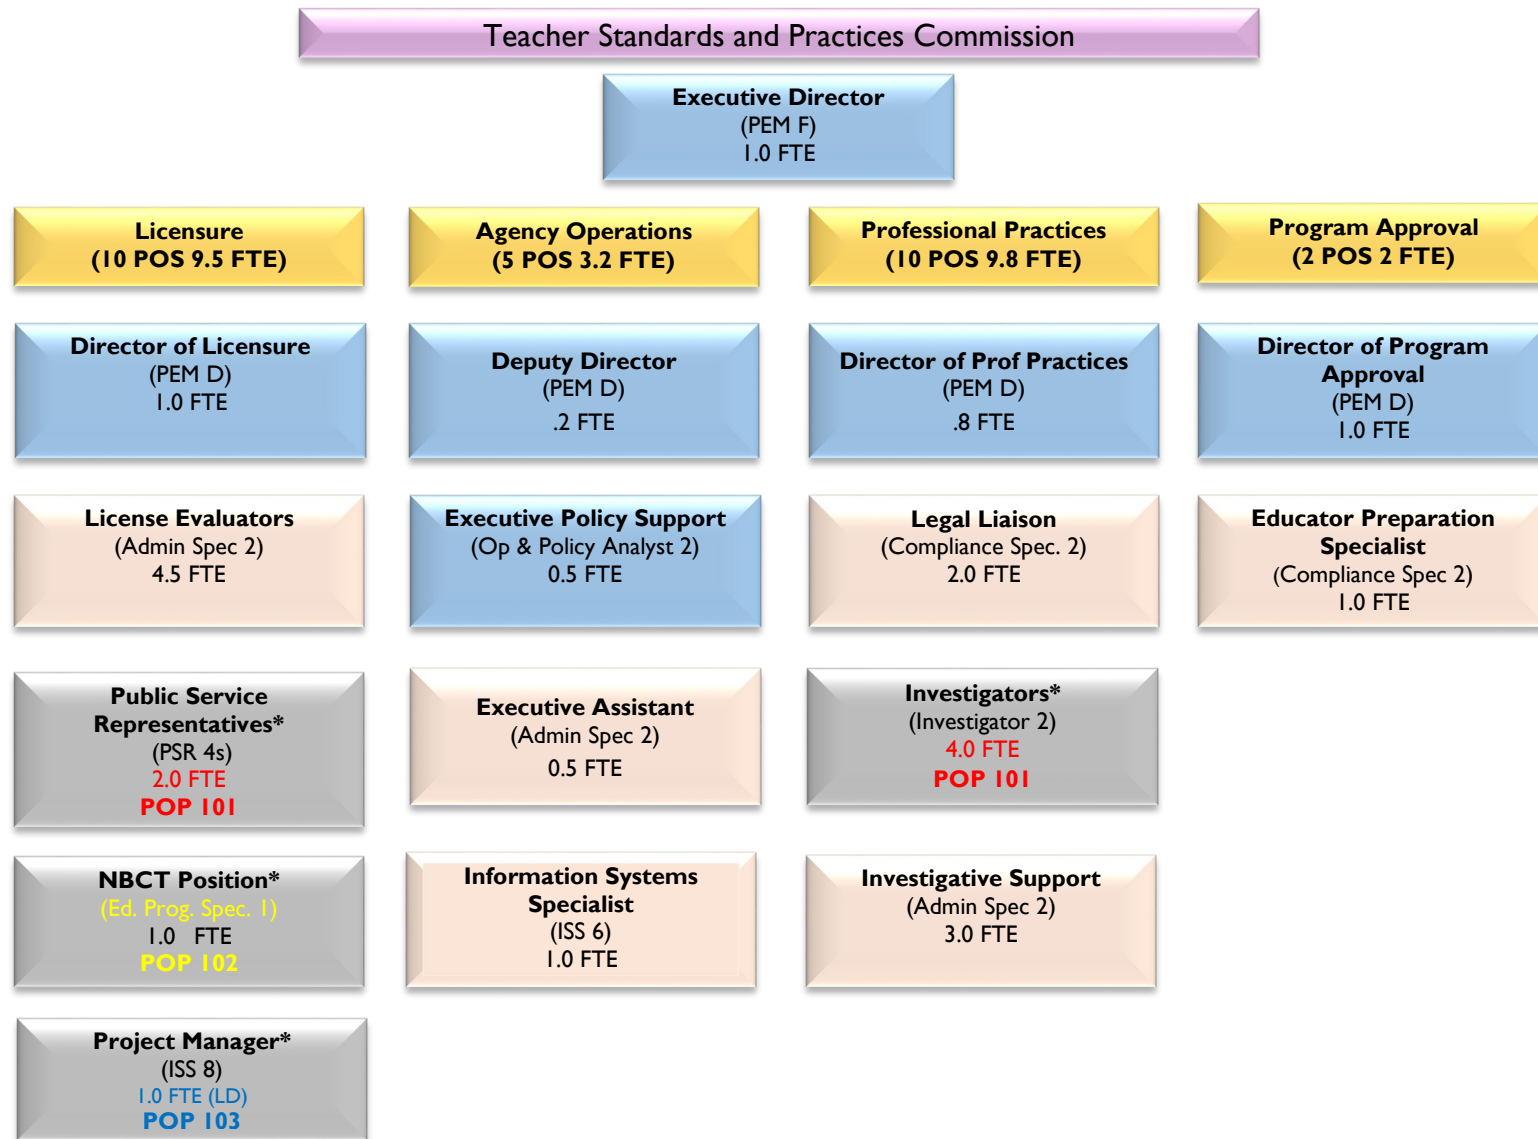 Teacher Standards and Practices Commission
Executive Director
(PEM F)
1.0 FTE
Licensure
(10 POS 9.5 FTE)
Agency Operations
(5 POS 3.2 FTE)
Professional Practices
(10 POS 9.8 FTE)
Program Approval
(2 POS 2 FTE)
Director of Licensure
(PEM D)
1.0 FTE
Deputy Director
(PEM D)
.2 FTE
Director of Prof Practices
(PEM D)
.8 FTE
Director of Program
Approval
(PEM D)
1.0 FTE
License Evaluators
(Admin Spec 2)
4.5 FTE
Executive Policy Support
(Op & Policy Analyst 2)
0.5 FTE
Legal Liaison
(Compliance Spec. 2)
2.0 FTE
Educator Preparation
Specialist
(Compliance Spec 2)
1.0 FTE
Public Service
Representatives*
(PSR 4s)
2.0 FTE
POP 101
Executive Assistant
(Admin Spec 2)
0.5 FTE
Investigators*
(Investigator 2)
4.0 FTE
POP 101
NBCT Position*
(Ed. Prog. Spec. 1)
1.0 FTE
POP 102
Information Systems
Specialist
(ISS 6)
1.0 FTE
Investigative Support
(Admin Spec 2)
3.0 FTE
Project Manager*
(ISS 8)
1.0 FTE (LD)
POP 103